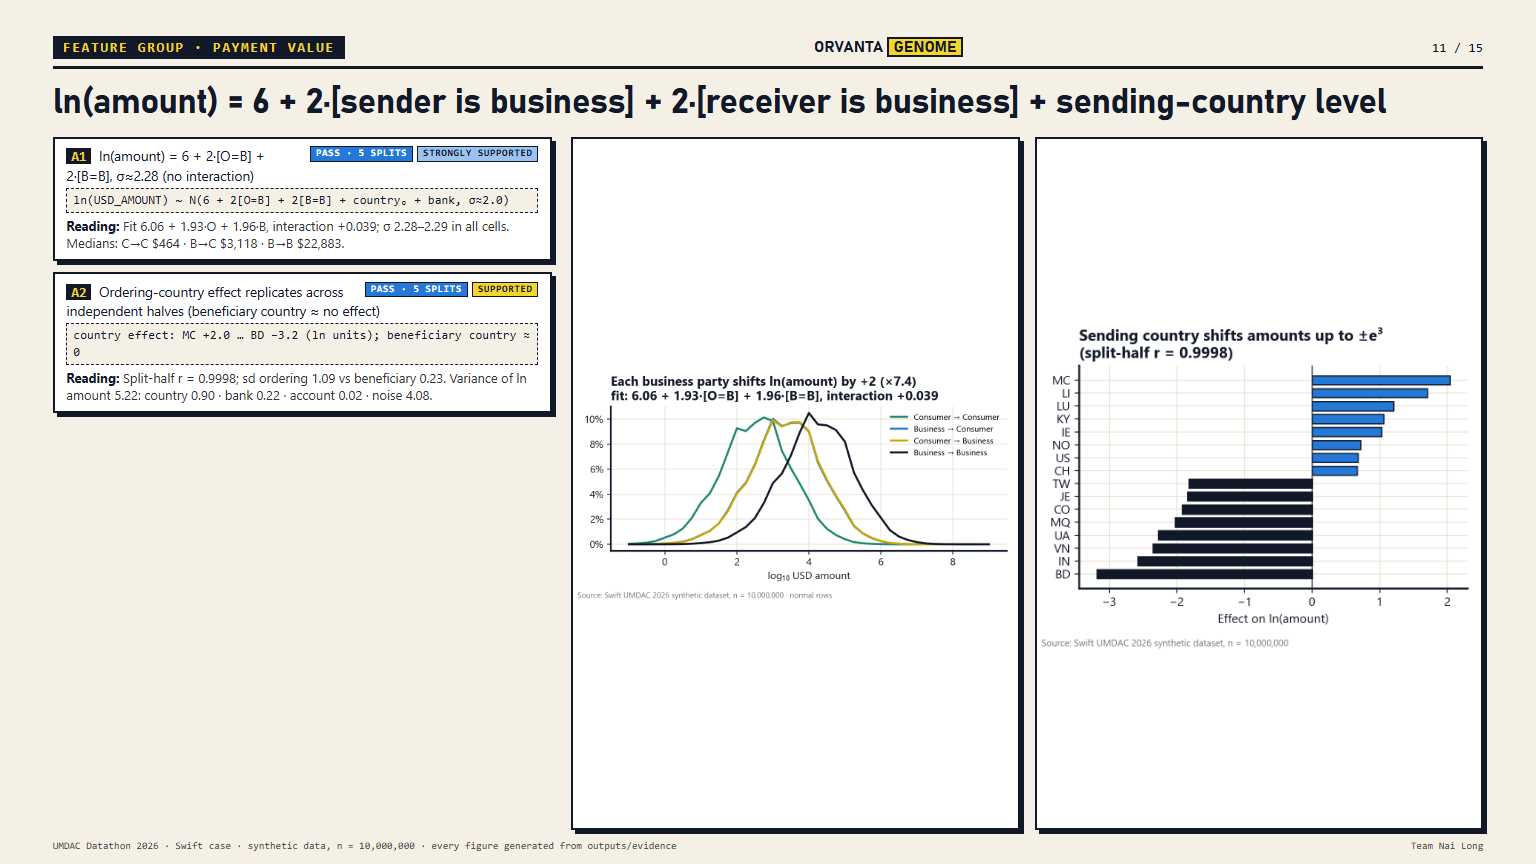 FEATURE GROUP · PAYMENT VALUE
ORVANTA GENOME
11 / 15
ln(amount) = 6 + 2·[sender is business] + 2·[receiver is business] + sending-country level
A1 ln(amount) = 6 + 2·[O=B] +
2·[B=B], σ≈2.28 (no interaction)
PASS · 5 SPLITS
STRONGLY SUPPORTED
ln(USD_AMOUNT) ~ N(6 + 2[O=B] + 2[B=B] + countryₒ + bank, σ≈2.0)
Reading: Fit 6.06 + 1.93·O + 1.96·B, interaction +0.039; σ 2.28–2.29 in all cells.
Medians: C→C $464 · B→C $3,118 · B→B $22,883.
A2 Ordering-country effect replicates across
independent halves (beneficiary country ≈ no effect)
PASS · 5 SPLITS
SUPPORTED
country effect: MC +2.0 … BD −3.2 (ln units); beneficiary country ≈
0
Reading: Split-half r = 0.9998; sd ordering 1.09 vs beneficiary 0.23. Variance of ln
amount 5.22: country 0.90 · bank 0.22 · account 0.02 · noise 4.08.
Each business party shifts ln(amount) by +2 (×7.4)
fit: 6.06 + 1.93·[O=B] + 1.96·[B=B], interaction +0.039
Consumer → Consumer
Business → Consumer
Consumer → Business
Business → Business
10%
8%
6%
4%
2%
0%
0 2 4 6 8
log₁₀ USD amount
Source: Swift UMDAC 2026 synthetic dataset, n = 10,000,000 · normal rows
Sending country shifts amounts up to ±e³
(split-half r = 0.9998)
MC
LI
LU
KY
IE
NO
US
CH
TW
JE
CO
MQ
UA
VN
IN
BD
−3 −2 −1 0 1 2
Effect on ln(amount)
Source: Swift UMDAC 2026 synthetic dataset, n = 10,000,000
UMDAC Datathon 2026 · Swift case · synthetic data, n = 10,000,000 · every figure generated from outputs/evidence
Team Nai Long